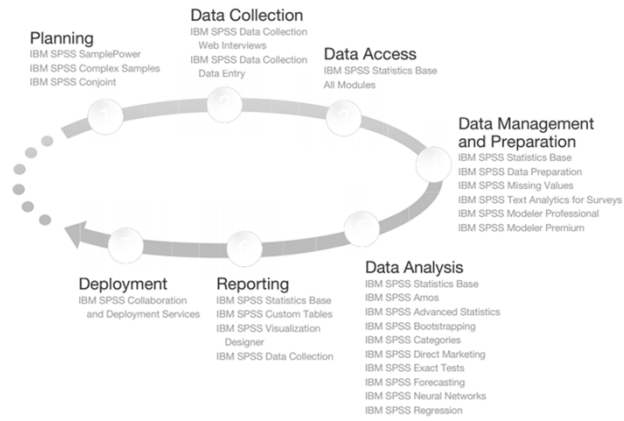 Planning
IBM SPSS SamplePower
IBM SPSS Complex Samples
IBM SPSS Conjoint
Data Collection
IBM SPSS Data Collection
Web Interviews
IBM SPSS Data Collection
Data Entry
Data Access
IBM SPSS Statistics Base
All Modules
Data Management
and Preparation
IBM SPSS Statistics Base
IBM SPSS Data Preparation
IBM SPSS Missing Values
IBM SPSS Text Analytics for Surveys
IBM SPSS Modeler Professional
IBM SPSS Modeler Premium
Data Analysis
IBM SPSS Statistics Base
IBM SPSS Amos
IBM SPSS Advanced Statistics
IBM SPSS Bootstrapping
IBM SPSS Categories
IBM SPSS Direct Marketing
IBM SPSS Exact Tests
IBM SPSS Forecasting
IBM SPSS Neural Networks
IBM SPSS Regression
Reporting
IBM SPSS Statistics Base
IBM SPSS Custom Tables
IBM SPSS Visualization
Designer
IBM SPSS Data Collection
Deployment
IBM SPSS Collaboration
and Deployment Services